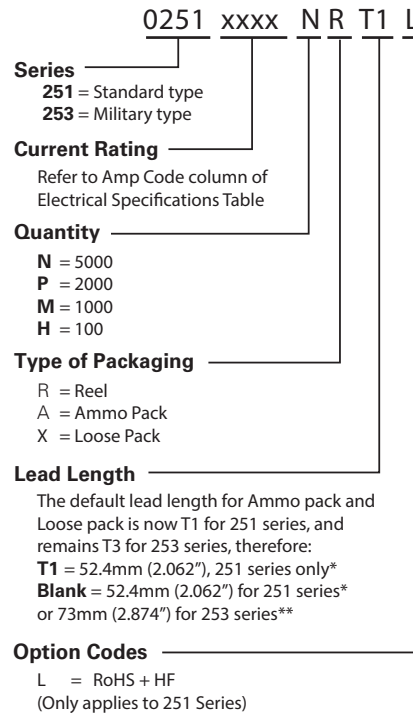 0251 xxxx N R T1 L
Series
251 = Standard type
253 = Military type
Current Rating
Refer to Amp Code column of
Electrical Specifications Table
Quantity
N = 5000
P = 2000
M = 1000
H = 100
Type of Packaging
R = Reel
A = Ammo Pack
X = Loose Pack
Lead Length
The default lead length for Ammo pack and
Loose pack is now T1 for 251 series, and
remains T3 for 253 series, therefore:
T1 = 52.4mm (2.062”), 251 series only*
Blank = 52.4mm (2.062”) for 251 series*
or 73mm (2.874”) for 253 series**
Option Codes
L = RoHS + HF
(Only applies to 251 Series)